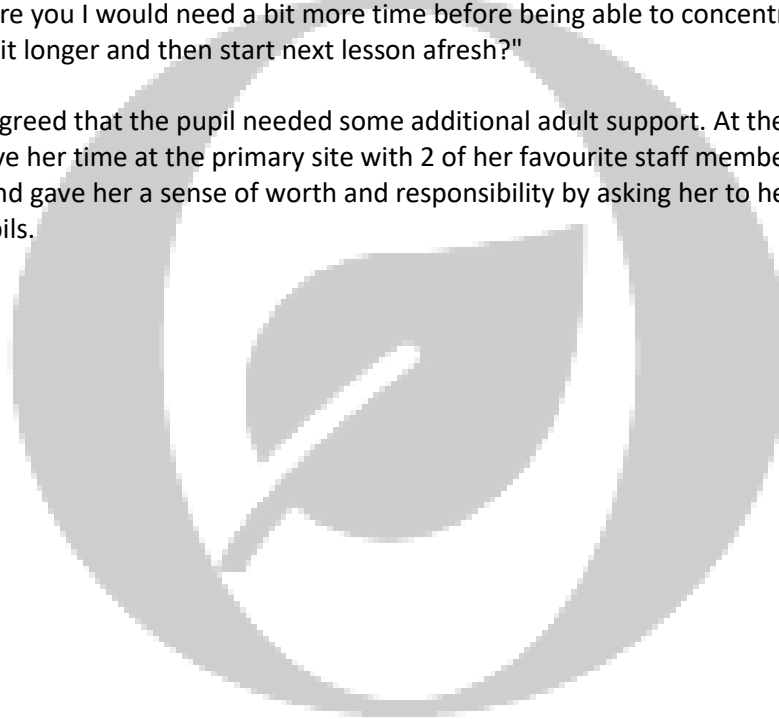 re you I would need a bit more time before being able to concentr
it longer and then start next lesson afresh?"
greed that the pupil needed some additional adult support. At the
ve her time at the primary site with 2 of her favourite staff membe
nd gave her a sense of worth and responsibility by asking her to he
ils.